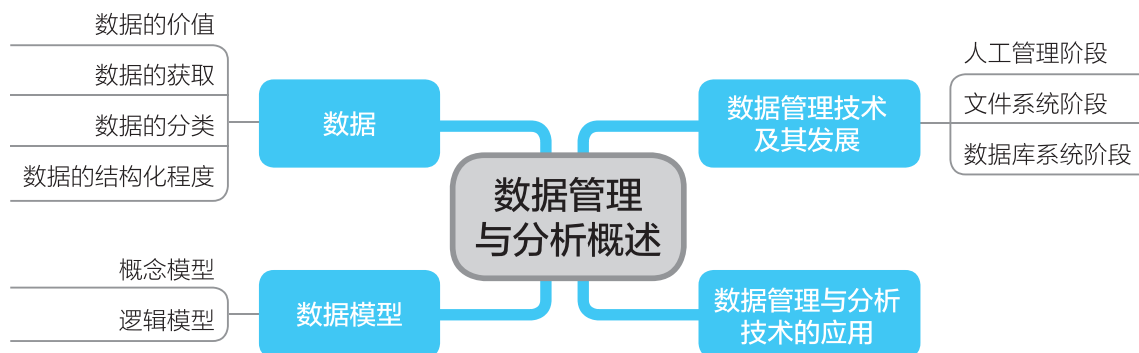 数据的价值
数据的获取
数据的分类
数据的结构化程度
数据
概念模型
逻辑模型
数据模型
数据管理
与分析概述
数据管理技术
及其发展
人工管理阶段
文件系统阶段
数据库系统阶段
数据管理与分析
技术的应用